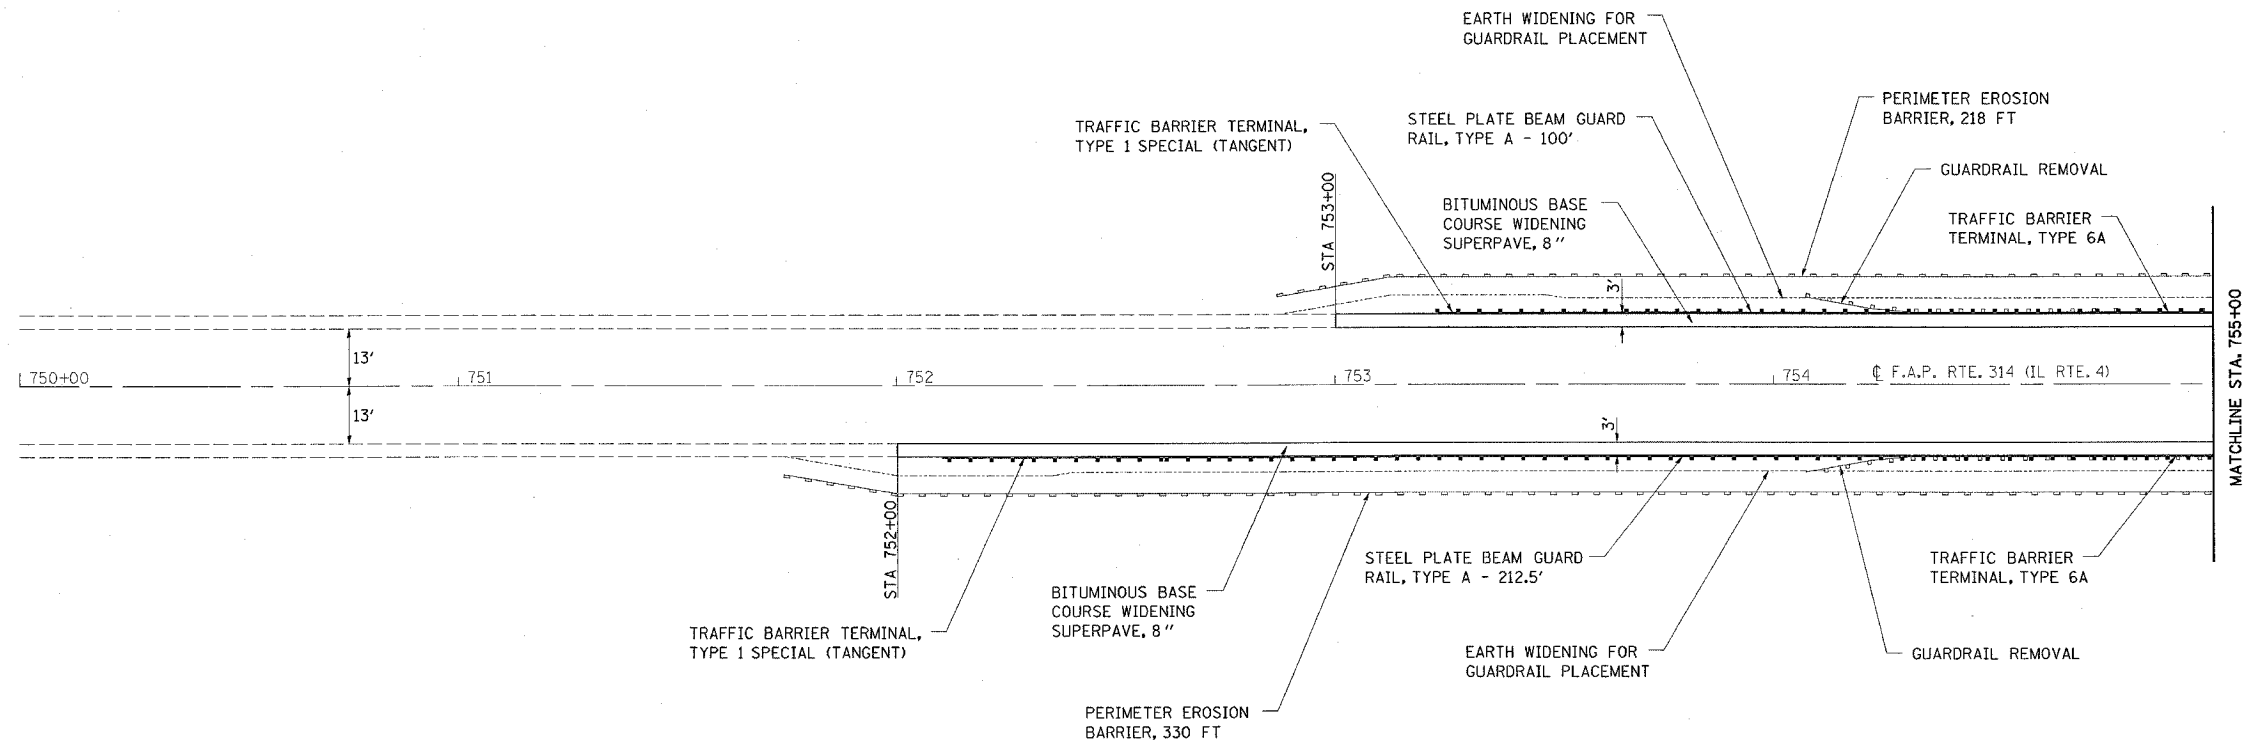 EARTH WIDENING FOR
GUARDRAIL PLACEMENT
PERIMETER EROSION
BARRIER, 218 FT
TRAFFIC BARRIER TERMINAL,
TYPE 1 SPECIAL (TANGENT)
STEEL PLATE BEAM GUARD
RAIL, TYPE A - 100'
GUARDRAIL REMOVAL
STA 753+00
BITUMINOUS BASE
COURSE WIDENING
SUPERPAVE, 8"
TRAFFIC BARRIER
TERMINAL, TYPE 6A
3'
MATCHLINE STA. 755+00
13'
750+00
751
752
753
754
℄ F.A.P. RTE. 314 (IL RTE. 4)
13'
3'
STA 752+00
STEEL PLATE BEAM GUARD
RAIL, TYPE A - 212.5'
TRAFFIC BARRIER
TERMINAL, TYPE 6A
BITUMINOUS BASE
COURSE WIDENING
SUPERPAVE, 8"
TRAFFIC BARRIER TERMINAL,
TYPE 1 SPECIAL (TANGENT)
EARTH WIDENING FOR
GUARDRAIL PLACEMENT
GUARDRAIL REMOVAL
PERIMETER EROSION
BARRIER, 330 FT